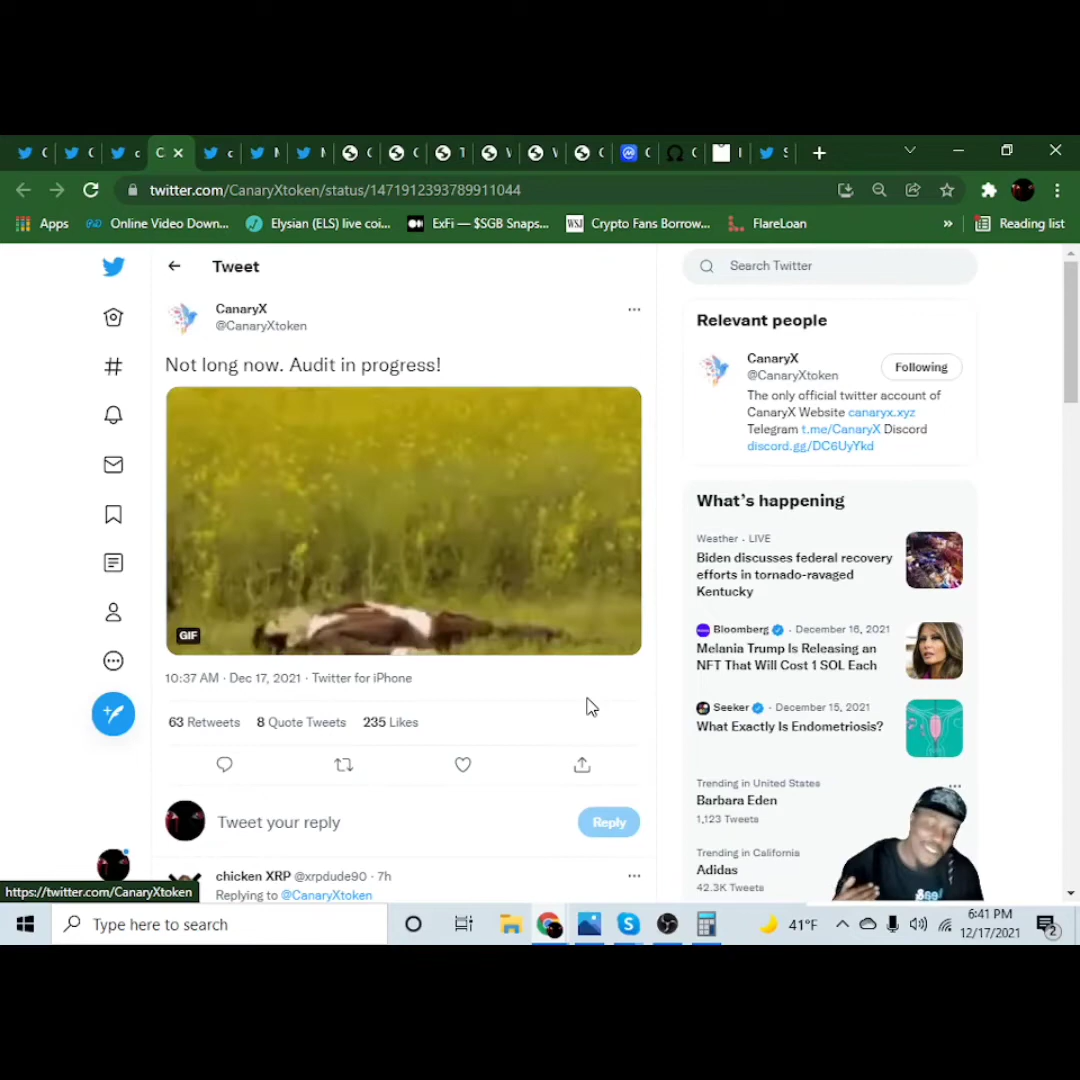 C
C
c
C
c
M
M
C
C
T
V
V
C
C
C
I
S
twitter.com/CanaryXtoken/status/1471912393789911044
Apps
Online Video Down...
Elysian (ELS) live coi...
ExFi — $SGB Snaps...
WSJ
Crypto Fans Borrow...
FlareLoan
»
Reading list
Tweet
CanaryX
@CanaryXtoken
Not long now. Audit in progress!
GIF
10:37 AM · Dec 17, 2021 · Twitter for iPhone
63 Retweets 8 Quote Tweets 235 Likes
Tweet your reply
Reply
chicken XRP @xrpdude90 · 7h
Replying to @CanaryXtoken
https://twitter.com/CanaryXtoken
Search Twitter
Relevant people
CanaryX
@CanaryXtoken
Following
The only official twitter account of
CanaryX Website canaryx.xyz
Telegram t.me/CanaryX Discord
discord.gg/DC6UyYkd
What's happening
Weather · LIVE
Biden discusses federal recovery
efforts in tornado-ravaged
Kentucky
Bloomberg · December 16, 2021
Melania Trump Is Releasing an
NFT That Will Cost 1 SOL Each
Seeker · December 15, 2021
What Exactly Is Endometriosis?
Trending in United States
Barbara Eden
1,123 Tweets
Trending in California
Adidas
42.3K Tweets
Type here to search
41°F
6:41 PM
12/17/2021
2